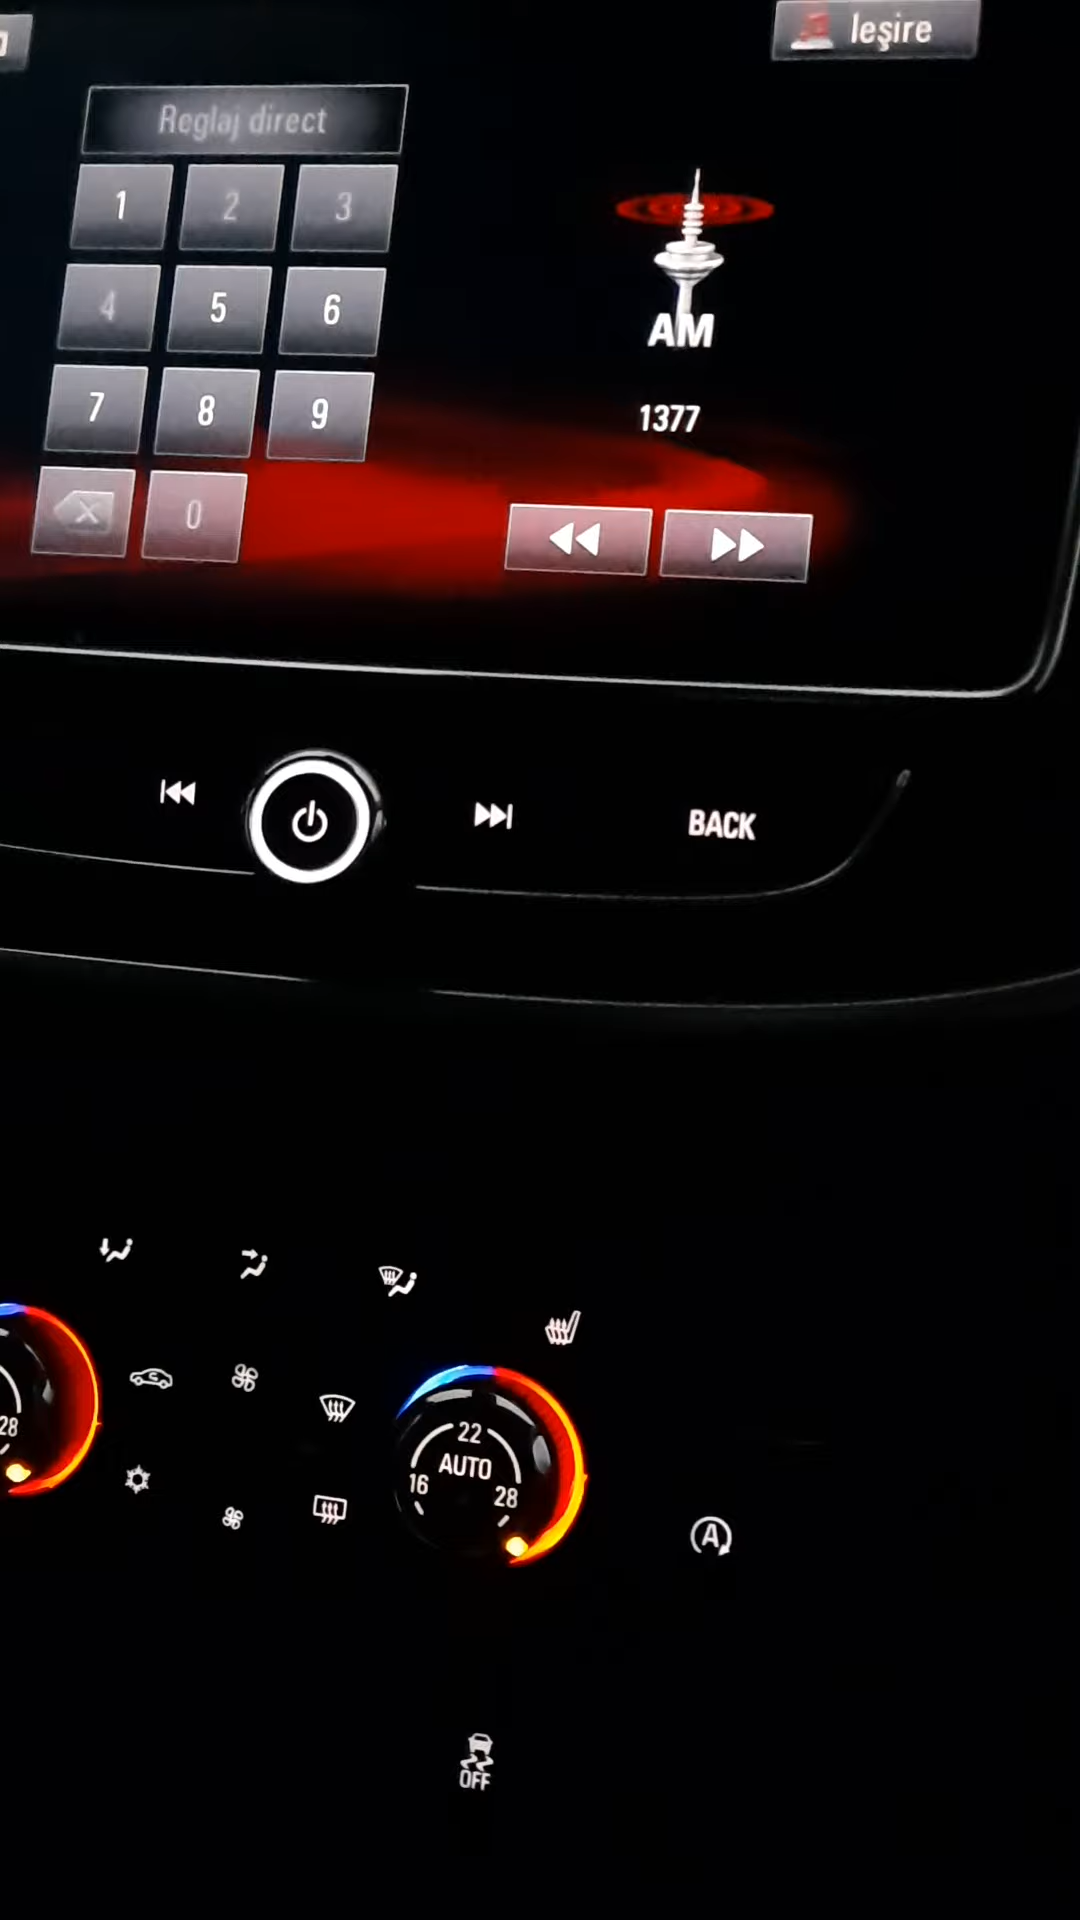 Ieşire
Reglaj direct
1 2 3
4 5 6
7 8 9
0
AM
1377
BACK
28
22
AUTO
16 28
A
OFF